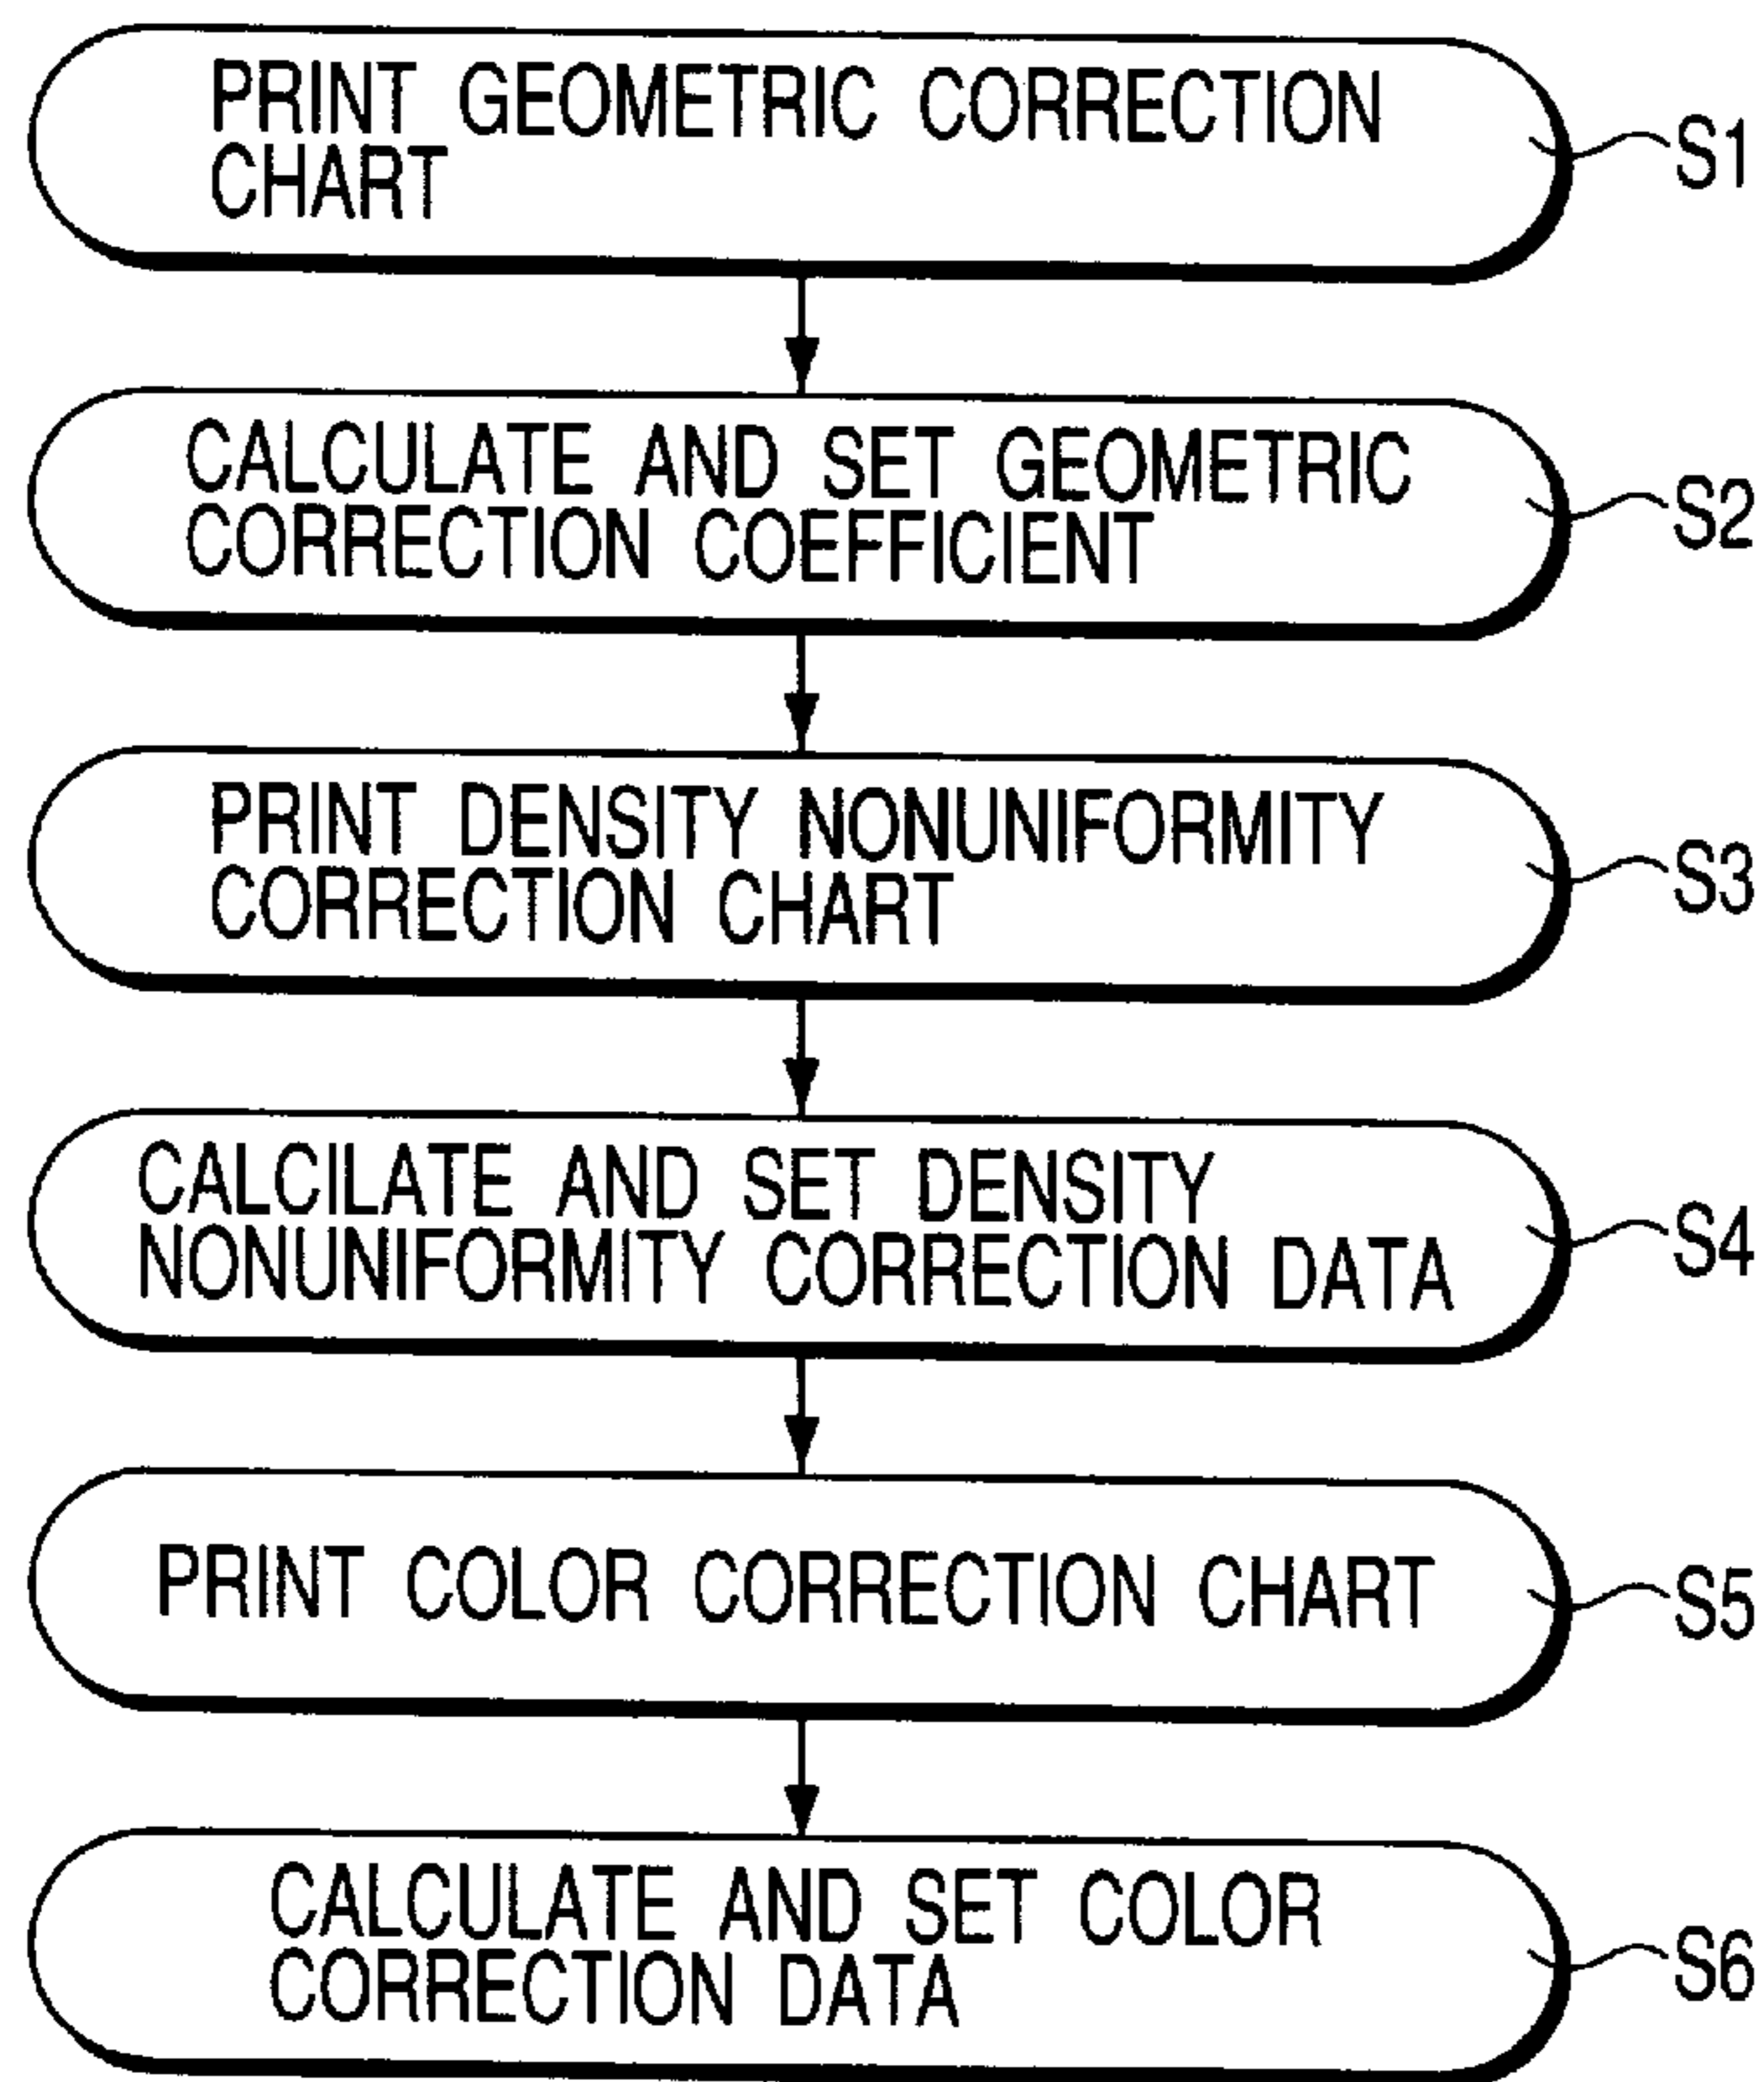 PRINT GEOMETRIC CORRECTION
CHART
S1
CALCULATE AND SET GEOMETRIC
CORRECTION COEFFICIENT
S2
PRINT DENSITY NONUNIFORMITY
CORRECTION CHART
S3
CALCILATE AND SET DENSITY
NONUNIFORMITY CORRECTION DATA
S4
PRINT COLOR CORRECTION CHART
S5
CALCULATE AND SET COLOR
CORRECTION DATA
S6